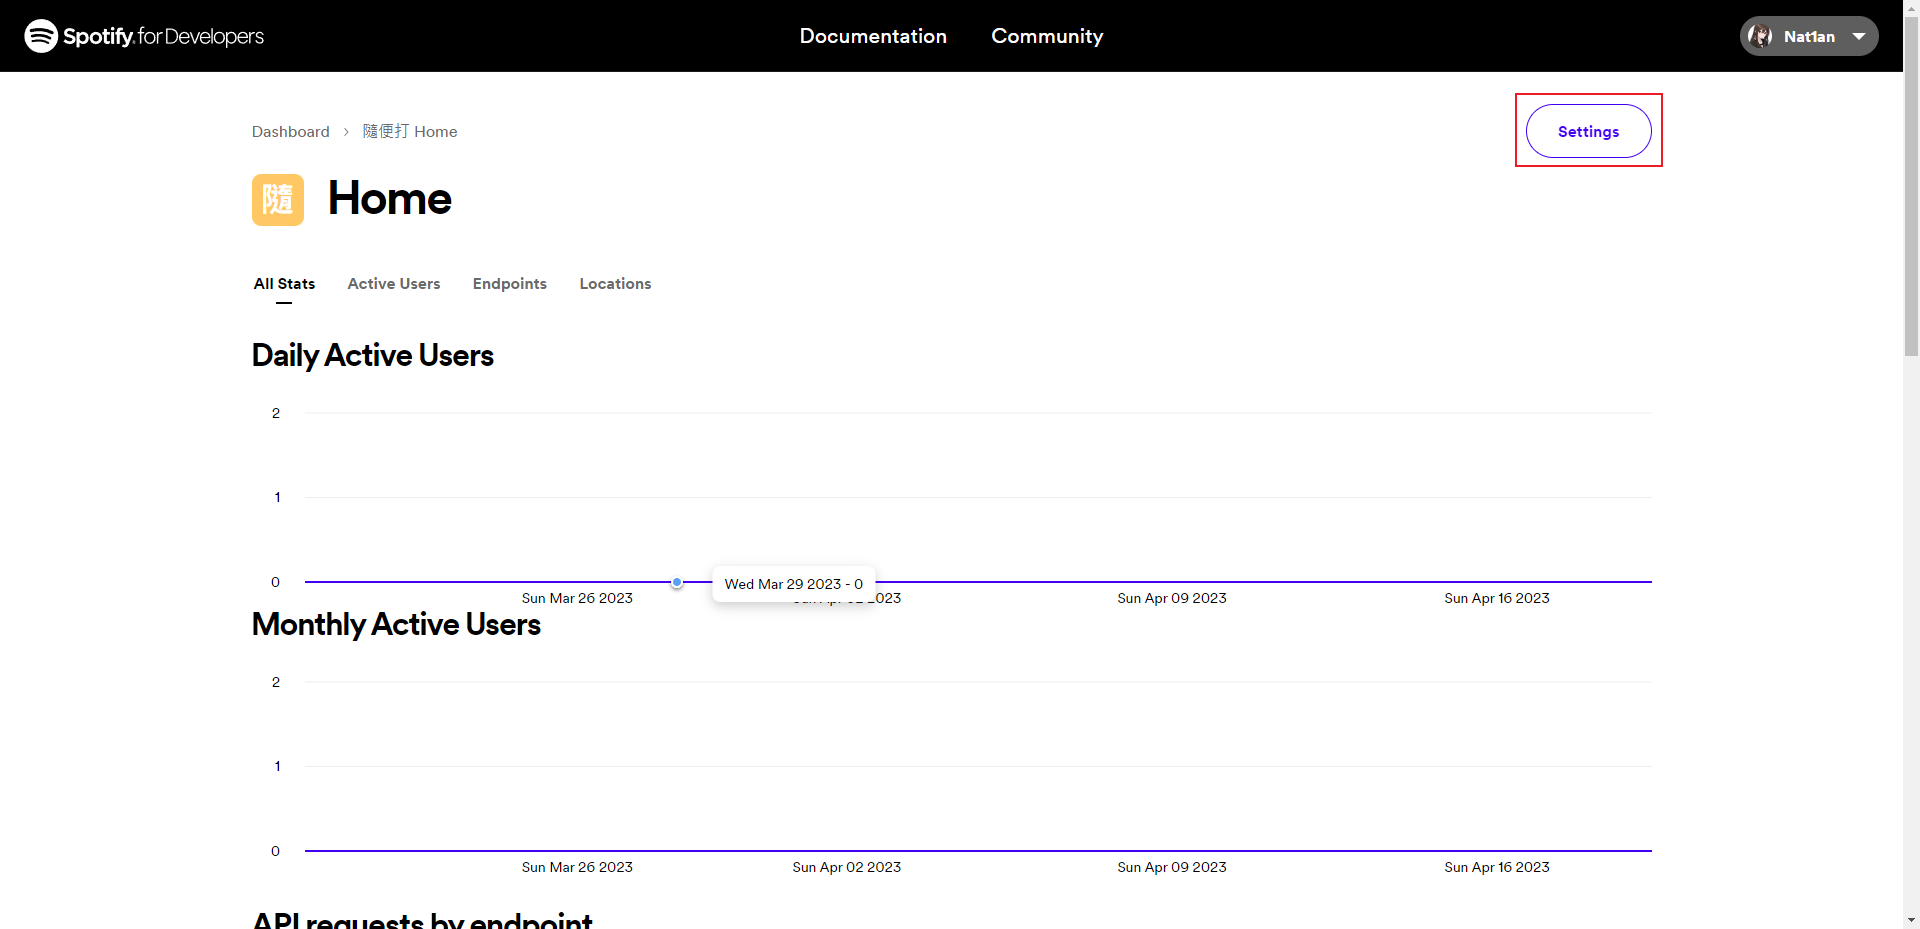 Spotify for Developers
Documentation
Community
Nat1an
Dashboard › 隨便打 Home
Settings
隨
Home
All Stats
Active Users
Endpoints
Locations
Daily Active Users
2
1
0
Wed Mar 29 2023 - 0
Sun Mar 26 2023
2023
Sun Apr 09 2023
Sun Apr 16 2023
Monthly Active Users
2
1
0
Sun Mar 26 2023
Sun Apr 02 2023
Sun Apr 09 2023
Sun Apr 16 2023
API requests by endpoint